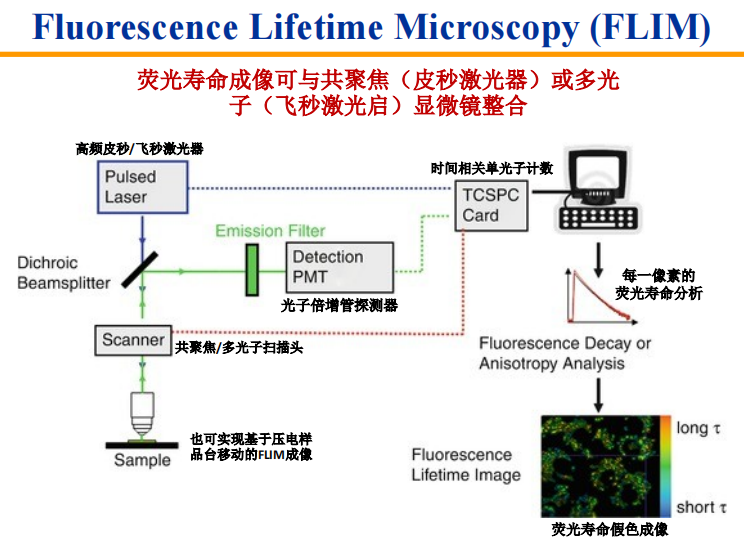 Fluorescence Lifetime Microscopy (FLIM)
荧光寿命成像可与共聚焦（皮秒激光器）或多光
子（飞秒激光启）显微镜整合
高频皮秒/飞秒激光器
Pulsed
Laser
时间相关单光子计数
TCSPC
Card
Emission Filter
Detection
PMT
光子倍增管探测器
Dichroic
Beamsplitter
每一像素的
荧光寿命分析
Scanner
共聚焦/多光子扫描头
Fluorescence Decay or
Anisotropy Analysis
Sample
也可实现基于压电样
品台移动的FLIM成像
Fluorescence
Lifetime Image
long τ
short τ
荧光寿命假色成像